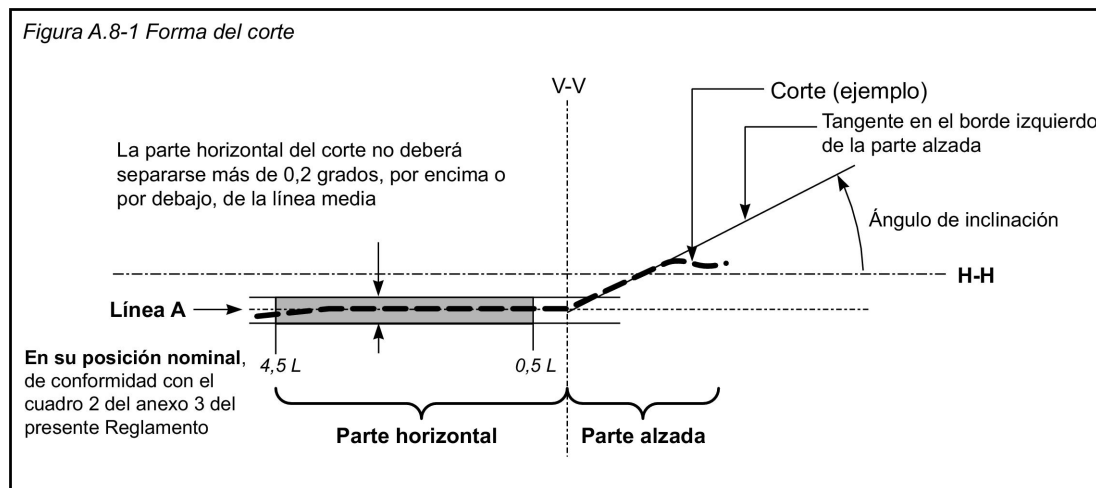 Figura A.8-1 Forma del corte
V-V
Corte (ejemplo)
Tangente en el borde izquierdo
de la parte alzada
La parte horizontal del corte no deberá
separarse más de 0,2 grados, por encima o
por debajo, de la línea media
Ángulo de inclinación
H-H
Línea A
En su posición nominal,
de conformidad con el
cuadro 2 del anexo 3 del
presente Reglamento
4,5 L
0,5 L
Parte horizontal
Parte alzada